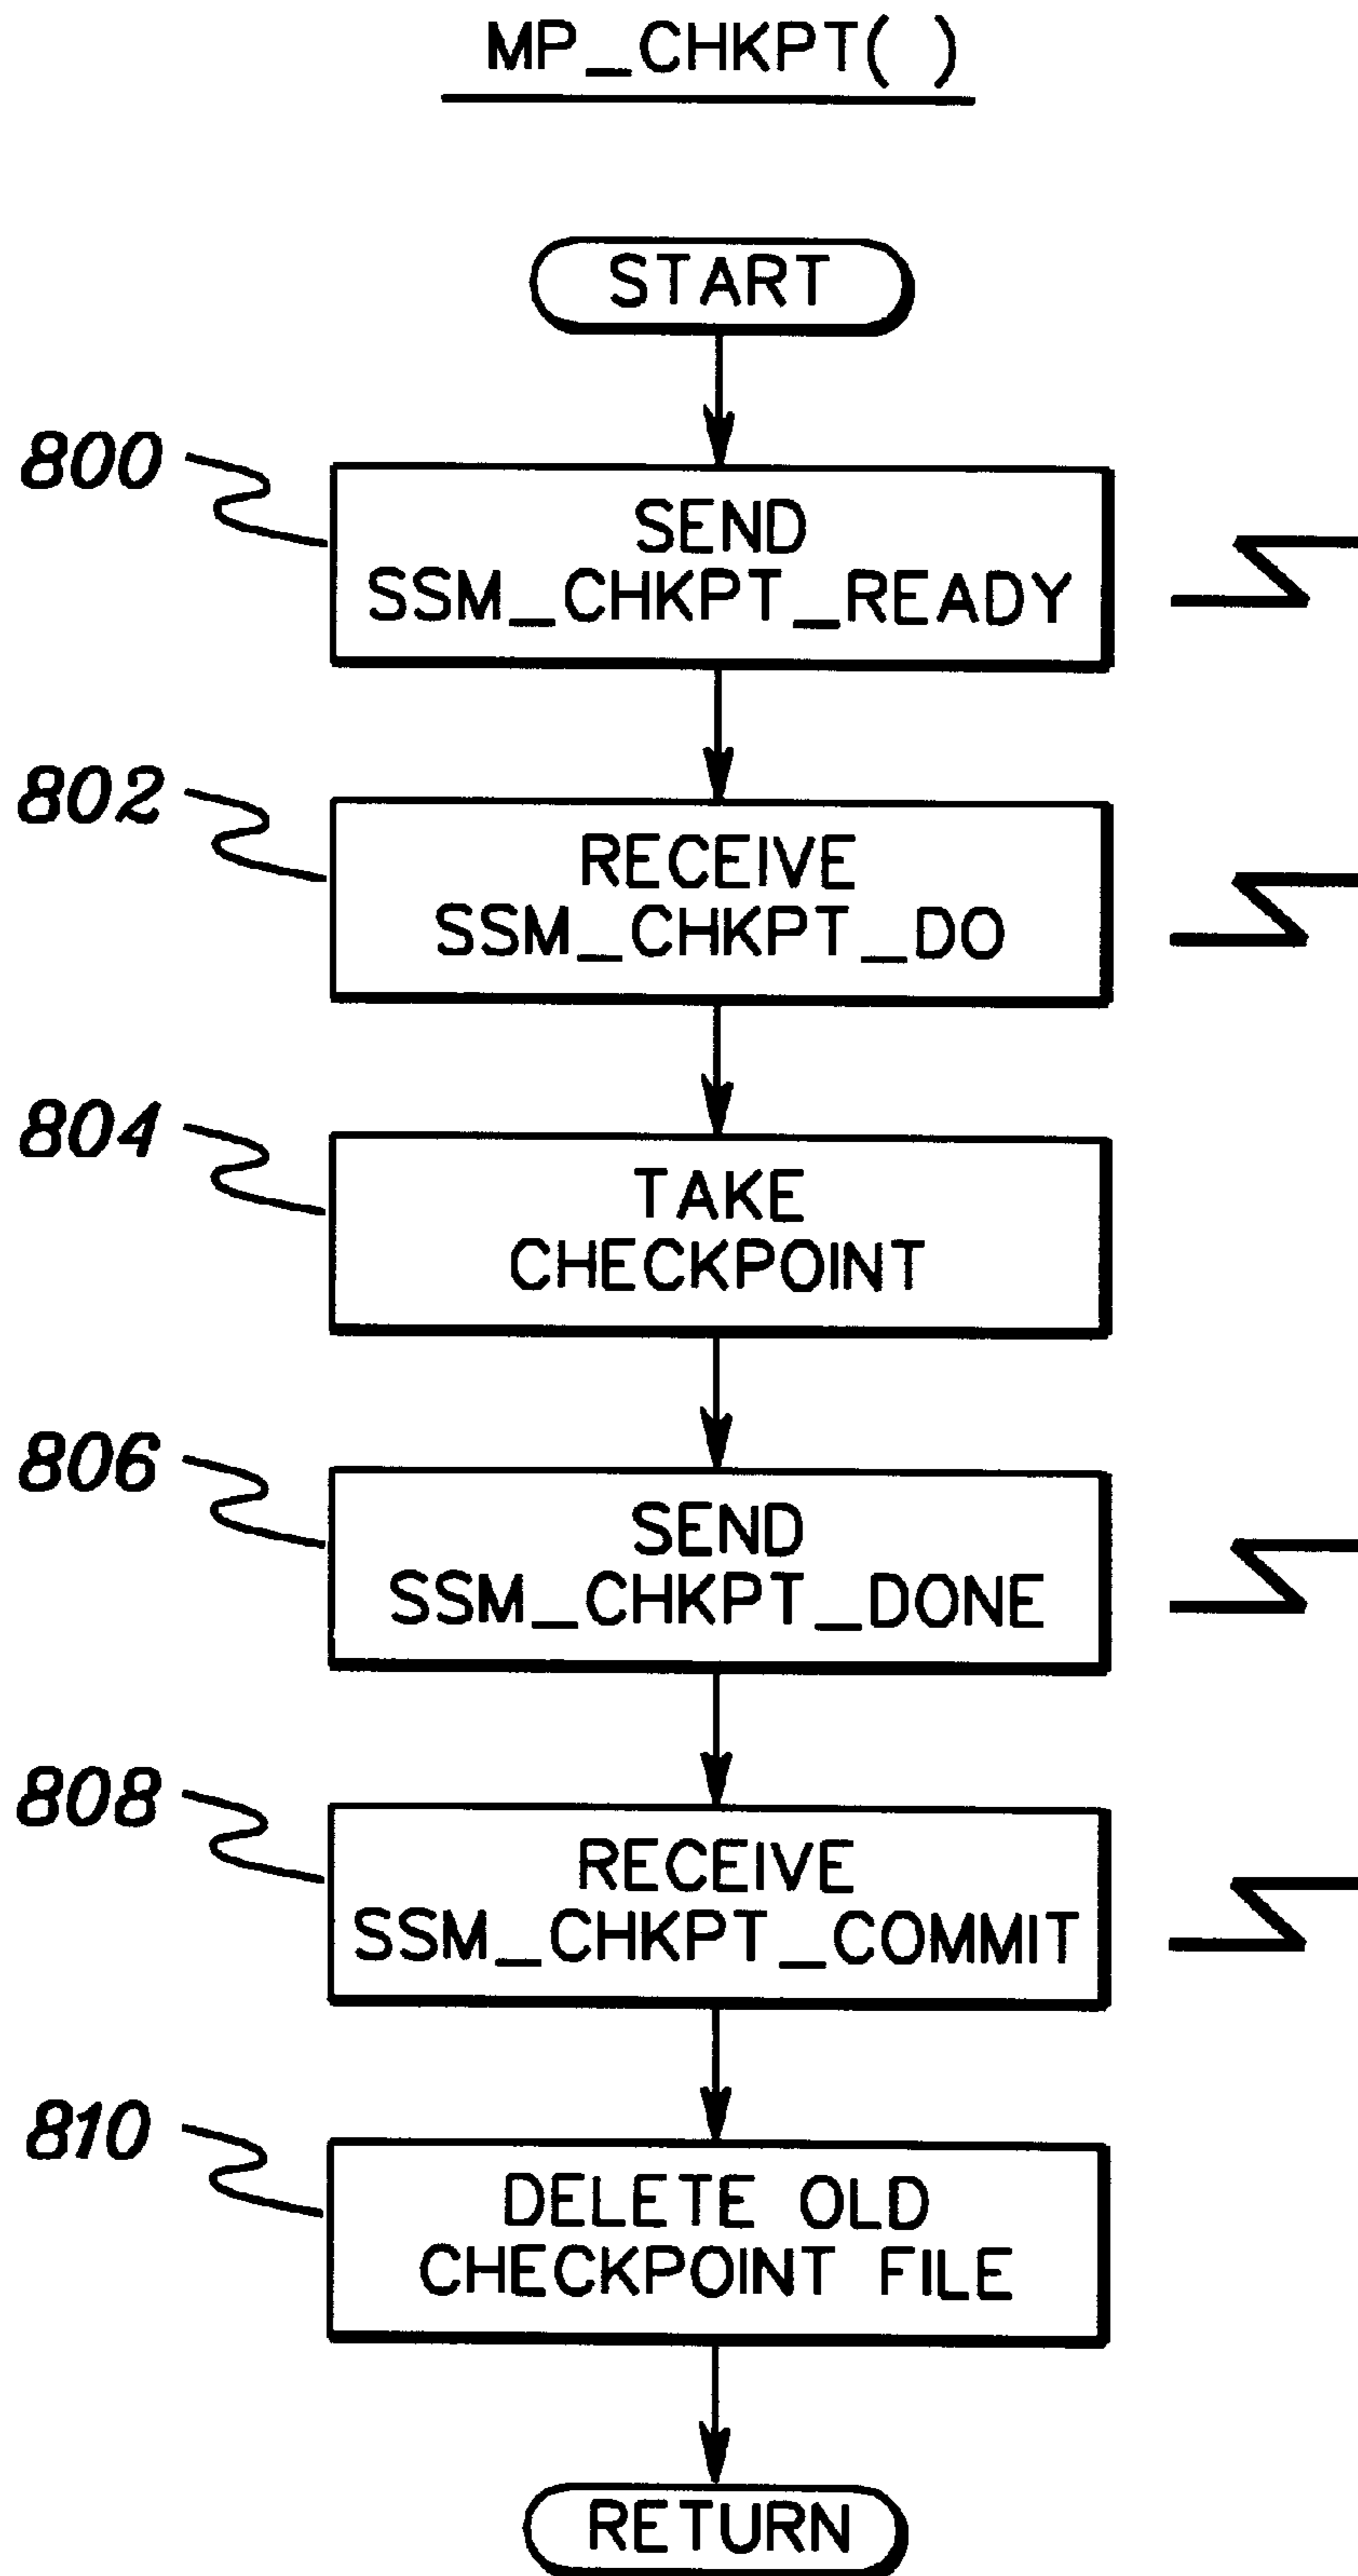 MP_CHKPT( )
START
800
SEND
SSM_CHKPT_READY
802
RECEIVE
SSM_CHKPT_DO
804
TAKE
CHECKPOINT
806
SEND
SSM_CHKPT_DONE
808
RECEIVE
SSM_CHKPT_COMMIT
810
DELETE OLD
CHECKPOINT FILE
RETURN